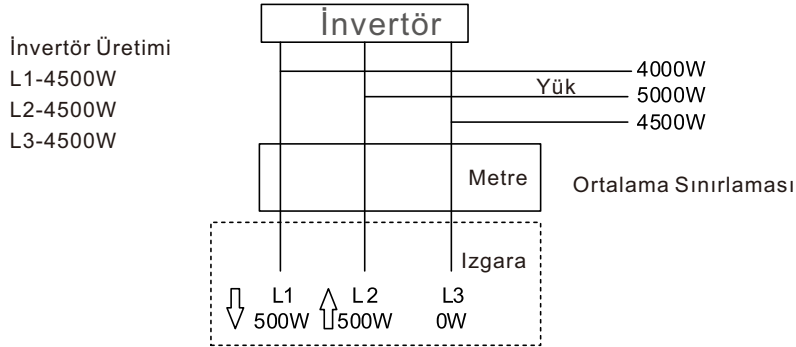 İnvertör
İnvertör Üretimi
L1-4500W
L2-4500W
L3-4500W
4000W
Yük
5000W
4500W
Metre
Ortalama Sınırlaması
Izgara
L1 L2 L3
500W 500W 0W